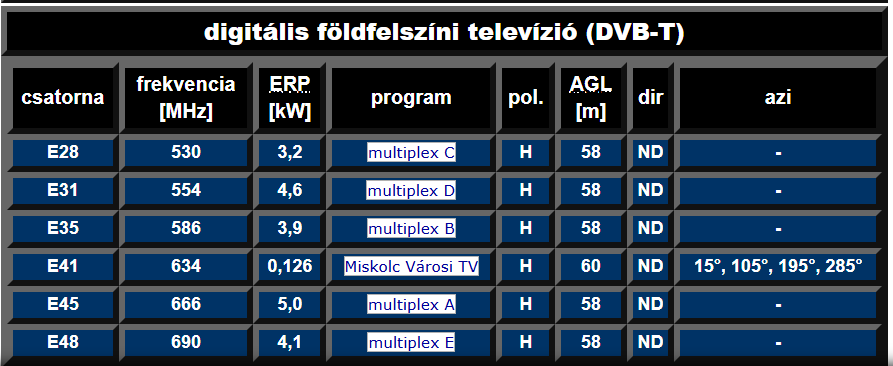 digitális földfelszíni televízió (DVB-T)
csatorna frekvencia [MHz] ERP [kW] program pol. AGL [m] dir azi
E28 530 3,2 multiplex C H 58 ND -
E31 554 4,6 multiplex D H 58 ND -
E35 586 3,9 multiplex B H 58 ND -
E41 634 0,126 Miskolc Városi TV H 60 ND 15°, 105°, 195°, 285°
E45 666 5,0 multiplex A H 58 ND -
E48 690 4,1 multiplex E H 58 ND -